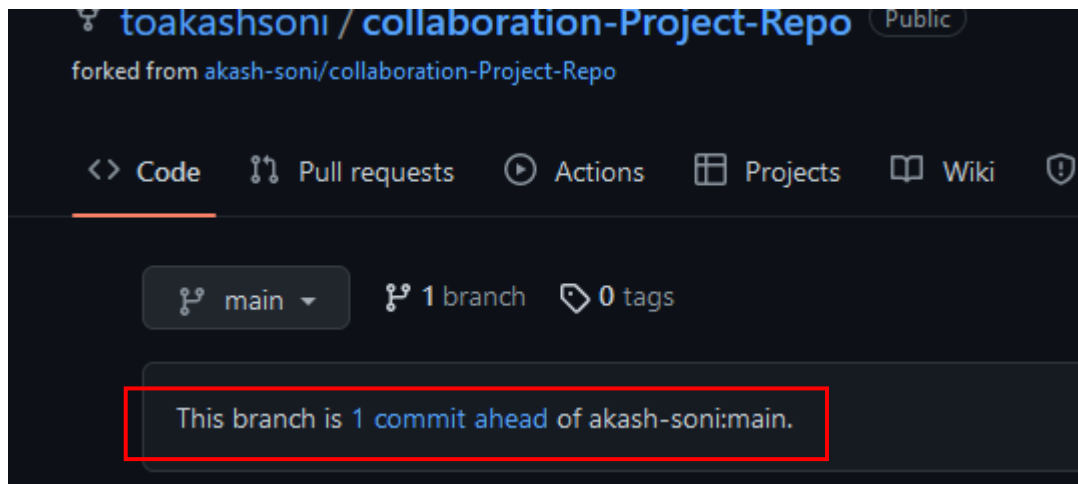 toakashsoni / collaboration-Project-Repo Public
forked from akash-soni/collaboration-Project-Repo
Code Pull requests Actions Projects Wiki
main 1 branch 0 tags
This branch is 1 commit ahead of akash-soni:main.